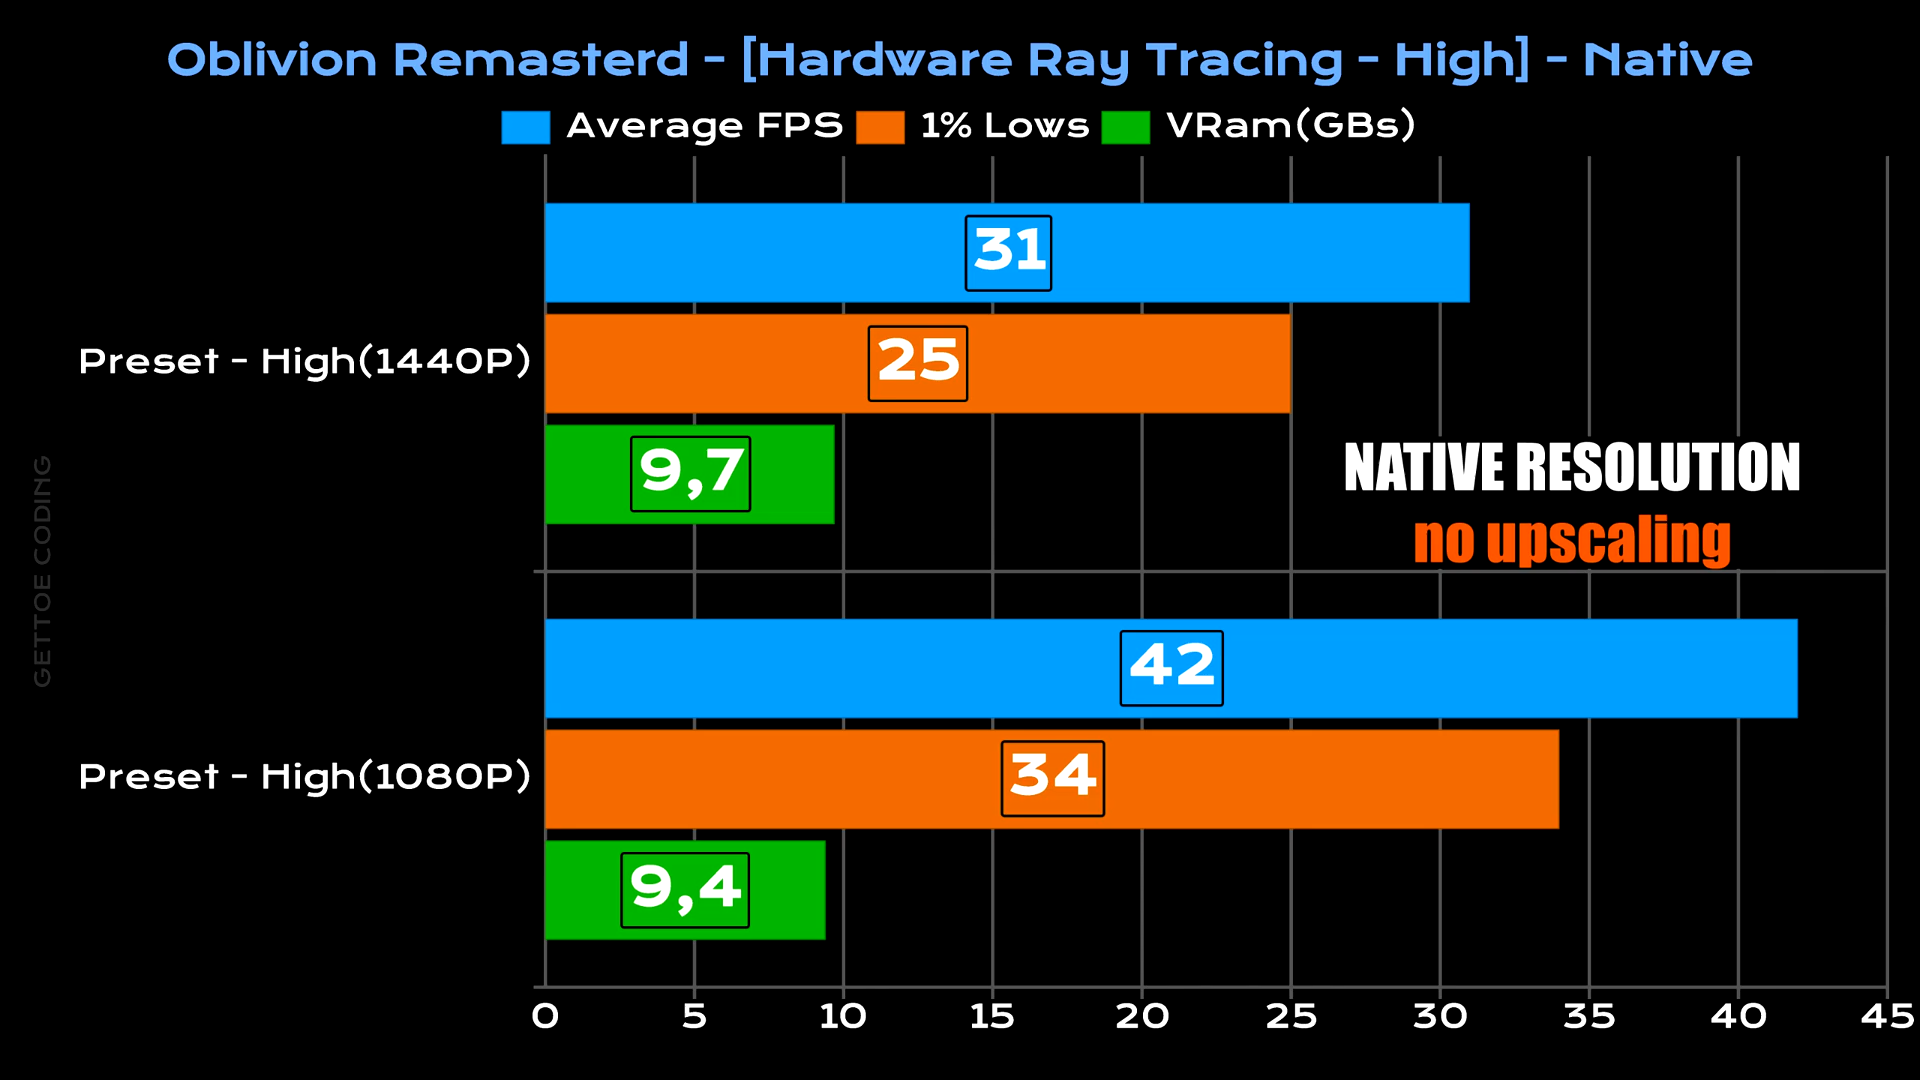 Oblivion Remasterd - [Hardware Ray Tracing - High] - Native
Average FPS 1% Lows VRam(GBs)
31
Preset - High(1440P)
25
9,7
NATIVE RESOLUTION
no upscaling
42
Preset - High(1080P)
34
9,4
0 5 10 15 20 25 30 35 40 45
GETTOE CODING